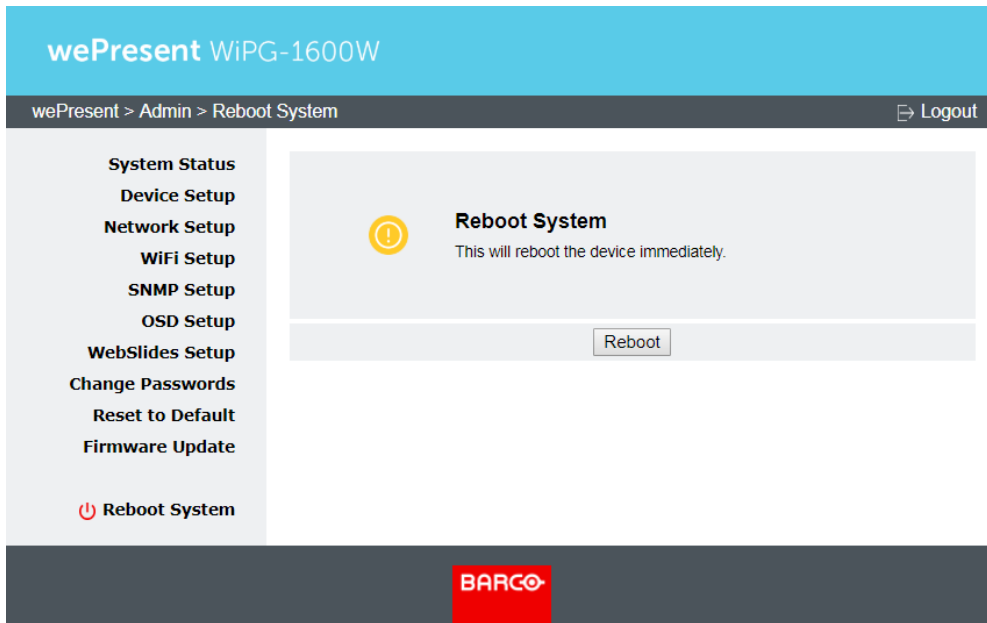 wePresent WiPG-1600W
wePresent > Admin > Reboot System
Logout
System Status
Device Setup
Network Setup
WiFi Setup
SNMP Setup
OSD Setup
WebSlides Setup
Change Passwords
Reset to Default
Firmware Update
Reboot System
Reboot System
This will reboot the device immediately.
Reboot
BARCO